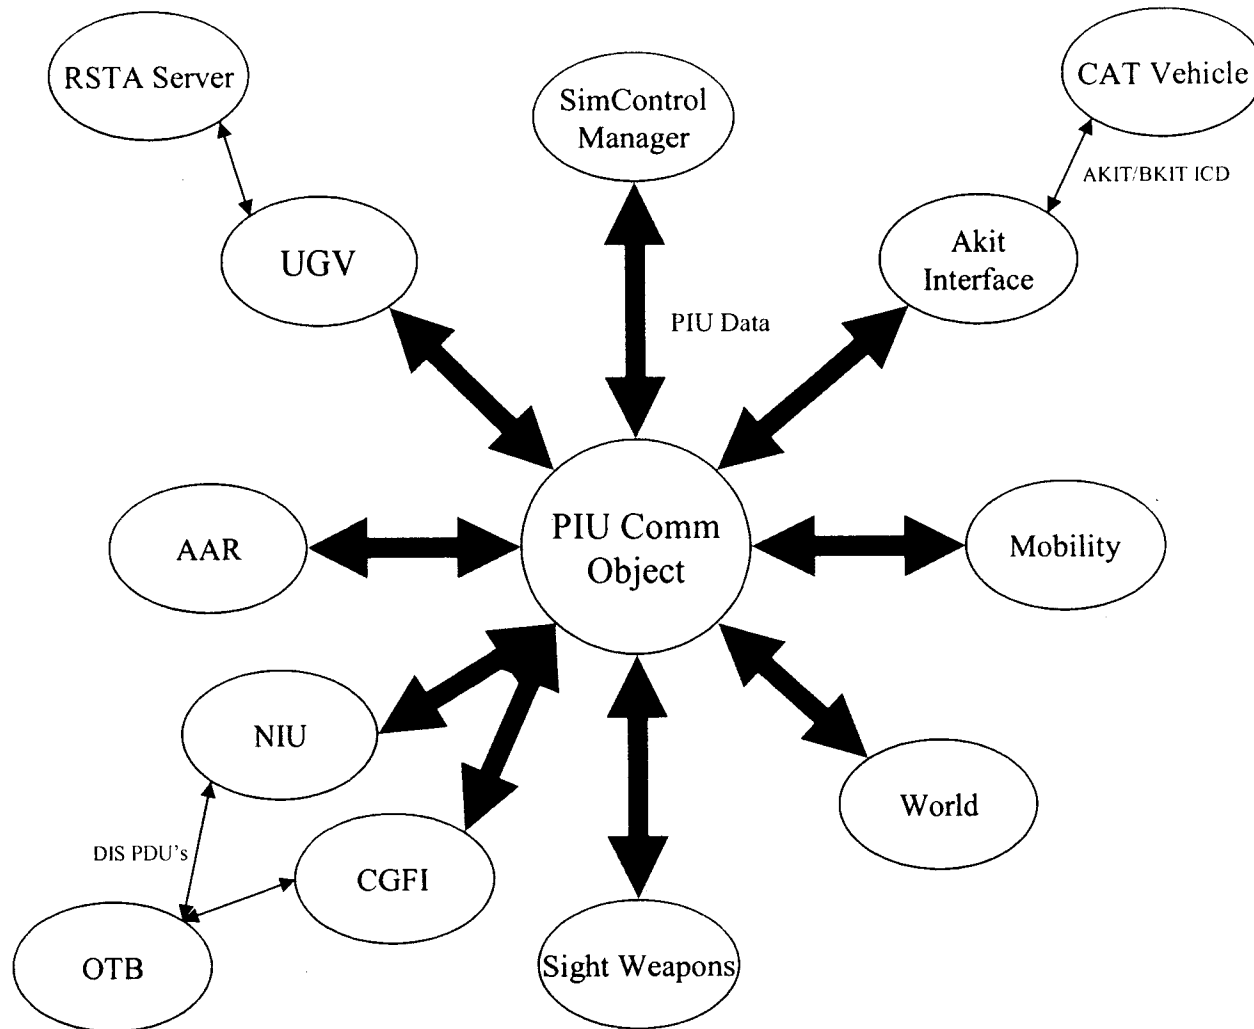 RSTA Server
SimControl
Manager
CAT Vehicle
AKIT/BKIT ICD
UGV
Akit
Interface
PIU Data
PIU Comm
Object
AAR
Mobility
NIU
World
DIS PDU's
CGFI
OTB
Sight Weapons